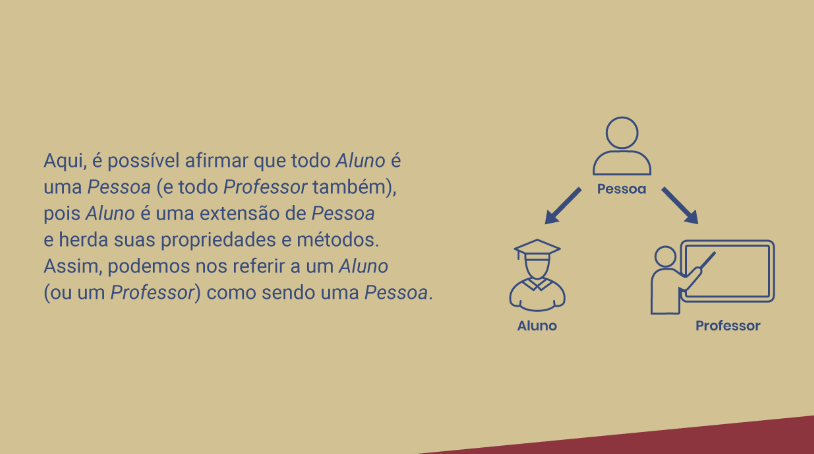 Aqui, é possível afirmar que todo Aluno é
uma Pessoa (e todo Professor também),
pois Aluno é uma extensão de Pessoa
e herda suas propriedades e métodos.
Assim, podemos nos referir a um Aluno
(ou um Professor) como sendo uma Pessoa.
Pessoa
Aluno
Professor